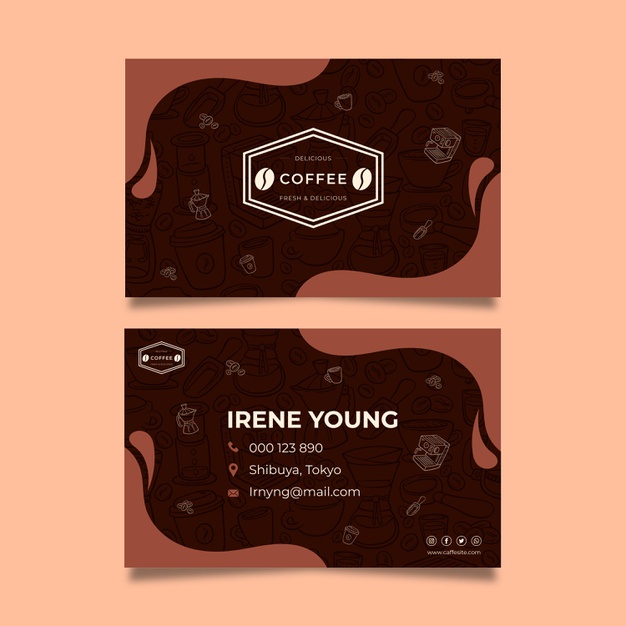 DELICIOUS
COFFEE
FRESH & DELICIOUS
COFFEE
IRENE YOUNG
000 123 890
Shibuya, Tokyo
Irnyng@mail.com
www.caffesite.com